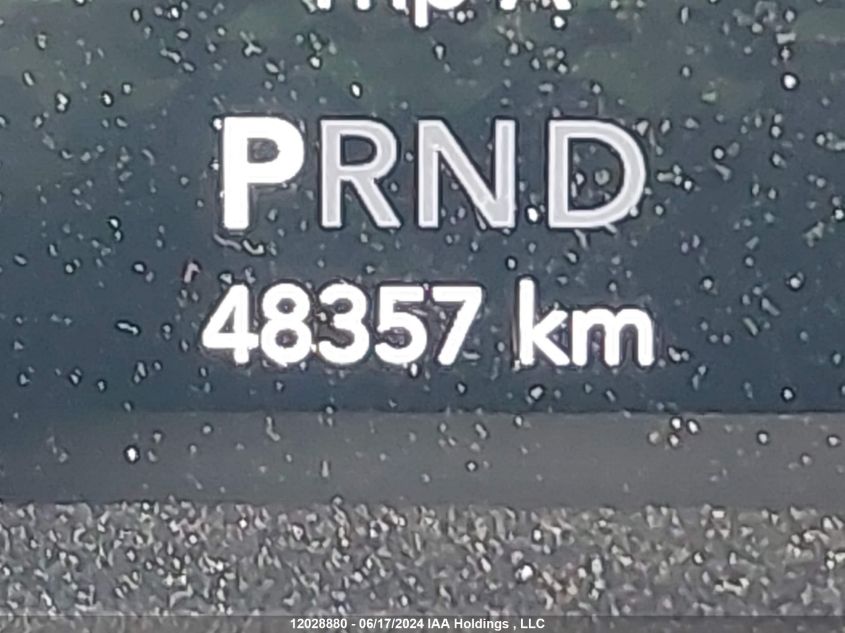 PRND
48357 km
12028880 - 06/17/2024 IAA Holdings , LLC